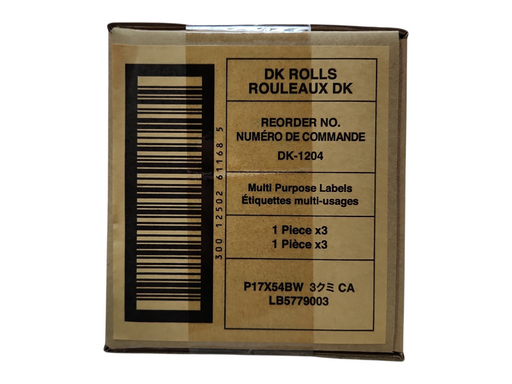 DK ROLLS
ROULEAUX DK
REORDER NO.
NUMÉRO DE COMMANDE
DK-1204
Multi Purpose Labels
Étiquettes multi-usages
1 Piece x3
1 Pièce x3
P17X54BW 3クミ CA
LB5779003
300 12502 61168 5